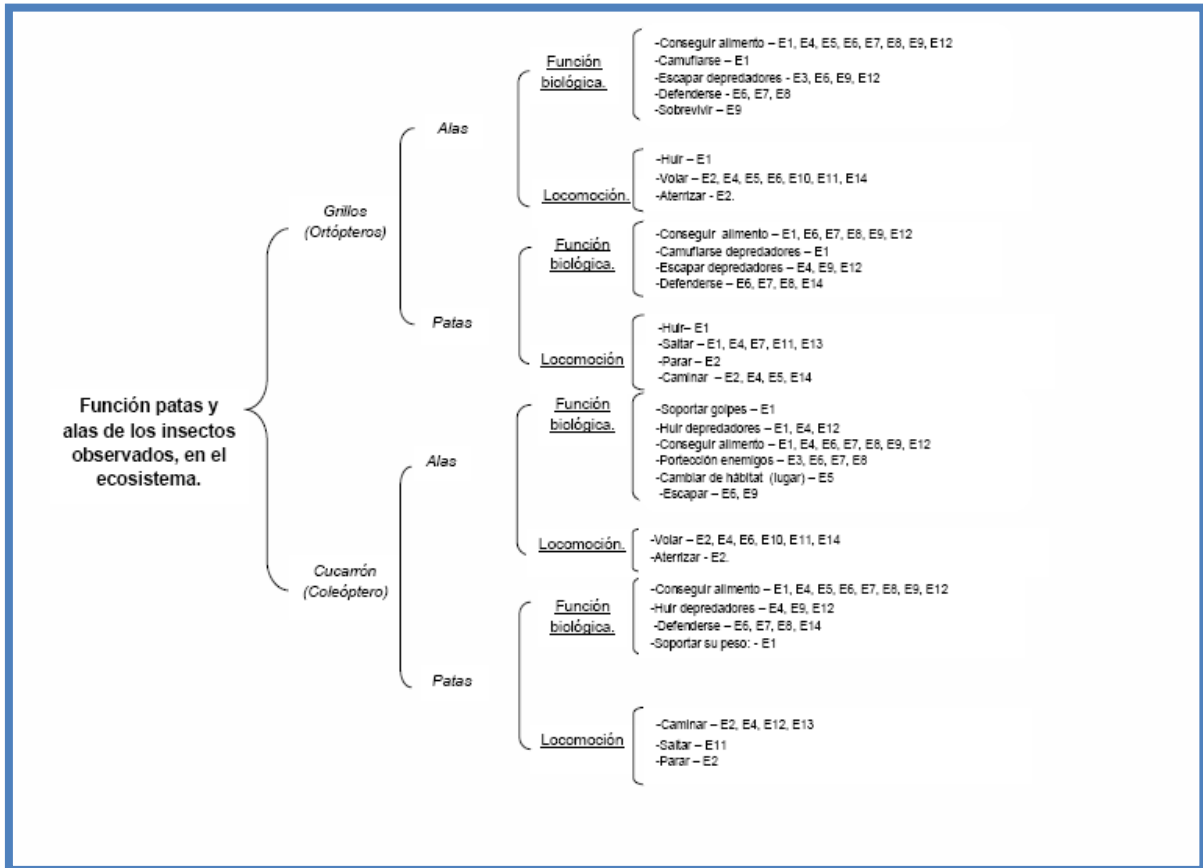 Función patas y
alas de los insectos
observados, en el
ecosistema.
Grillos
(Ortópteros)
Alas
Función
biológica.
-Conseguir alimento – E1, E4, E5, E6, E7, E8, E9, E12
-Camuflarse – E1
-Escapar depredadores - E3, E6, E9, E12
-Defenderse - E6, E7, E8
-Sobrevivir – E9
Locomoción.
-Huir – E1
-Volar – E2, E4, E5, E6, E10, E11, E14
-Aterrizar - E2.
Patas
Función
biológica.
-Conseguir alimento – E1, E6, E7, E8, E9, E12
-Camuflarse depredadores – E1
-Escapar depredadores – E4, E9, E12
-Defenderse – E6, E7, E8, E14
Locomoción
-Huir– E1
-Saltar – E1, E4, E7, E11, E13
-Parar – E2
-Caminar – E2, E4, E5, E14
Cucarrón
(Coleóptero)
Alas
Función
biológica.
-Soportar golpes – E1
-Huir depredadores – E1, E4, E12
-Conseguir alimento – E1, E4, E6, E7, E8, E9, E12
-Portección enemigos – E3, E6, E7, E8
-Cambiar de hábitat (lugar) – E5
-Escapar – E6, E9
Locomoción.
-Volar – E2, E4, E6, E10, E11, E14
-Aterrizar - E2.
Patas
Función
biológica.
-Conseguir alimento – E1, E4, E5, E6, E7, E8, E9, E12
-Huir depredadores – E4, E9, E12
-Defenderse – E6, E7, E8, E14
-Soportar su peso: - E1
Locomoción
-Caminar – E2, E4, E12, E13
-Saltar – E11
-Parar – E2